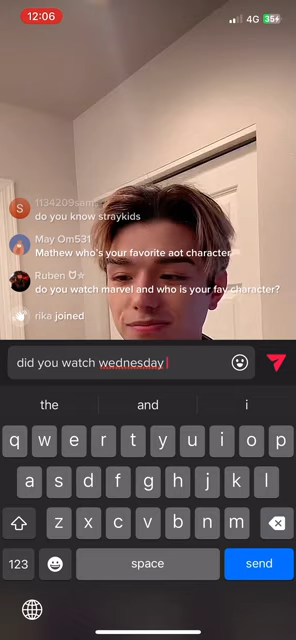 12:06
4G 35
S
1134209sams
do you know straykids
May Om531
Mathew who's your favorite aot character
Ruben
do you watch marvel and who is your fav character?
rika joined
did you watch wednesday
the and i
q w e r t y u i o p
a s d f g h j k l
z x c v b n m
123 space send